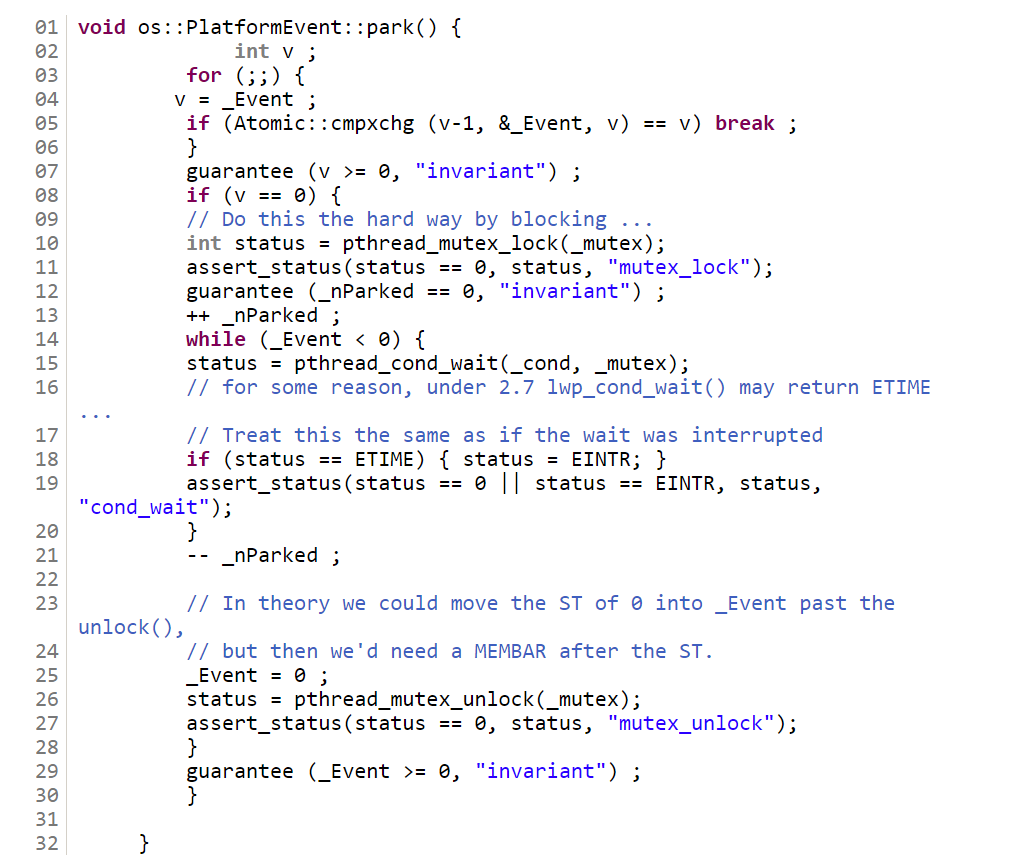 01 void os::PlatformEvent::park() {
02 int v ;
03 for (;;) {
04 v = _Event ;
05 if (Atomic::cmpxchg (v-1, &_Event, v) == v) break ;
06 }
07 guarantee (v >= 0, "invariant") ;
08 if (v == 0) {
09 // Do this the hard way by blocking ...
10 int status = pthread_mutex_lock(_mutex);
11 assert_status(status == 0, status, "mutex_lock");
12 guarantee (_nParked == 0, "invariant") ;
13 ++ _nParked ;
14 while (_Event < 0) {
15 status = pthread_cond_wait(_cond, _mutex);
16 // for some reason, under 2.7 lwp_cond_wait() may return ETIME
...
17 // Treat this the same as if the wait was interrupted
18 if (status == ETIME) { status = EINTR; }
19 assert_status(status == 0 || status == EINTR, status,
"cond_wait");
20 }
21 -- _nParked ;
22
23 // In theory we could move the ST of 0 into _Event past the
unlock(),
24 // but then we'd need a MEMBAR after the ST.
25 _Event = 0 ;
26 status = pthread_mutex_unlock(_mutex);
27 assert_status(status == 0, status, "mutex_unlock");
28 }
29 guarantee (_Event >= 0, "invariant") ;
30 }
31
32 }